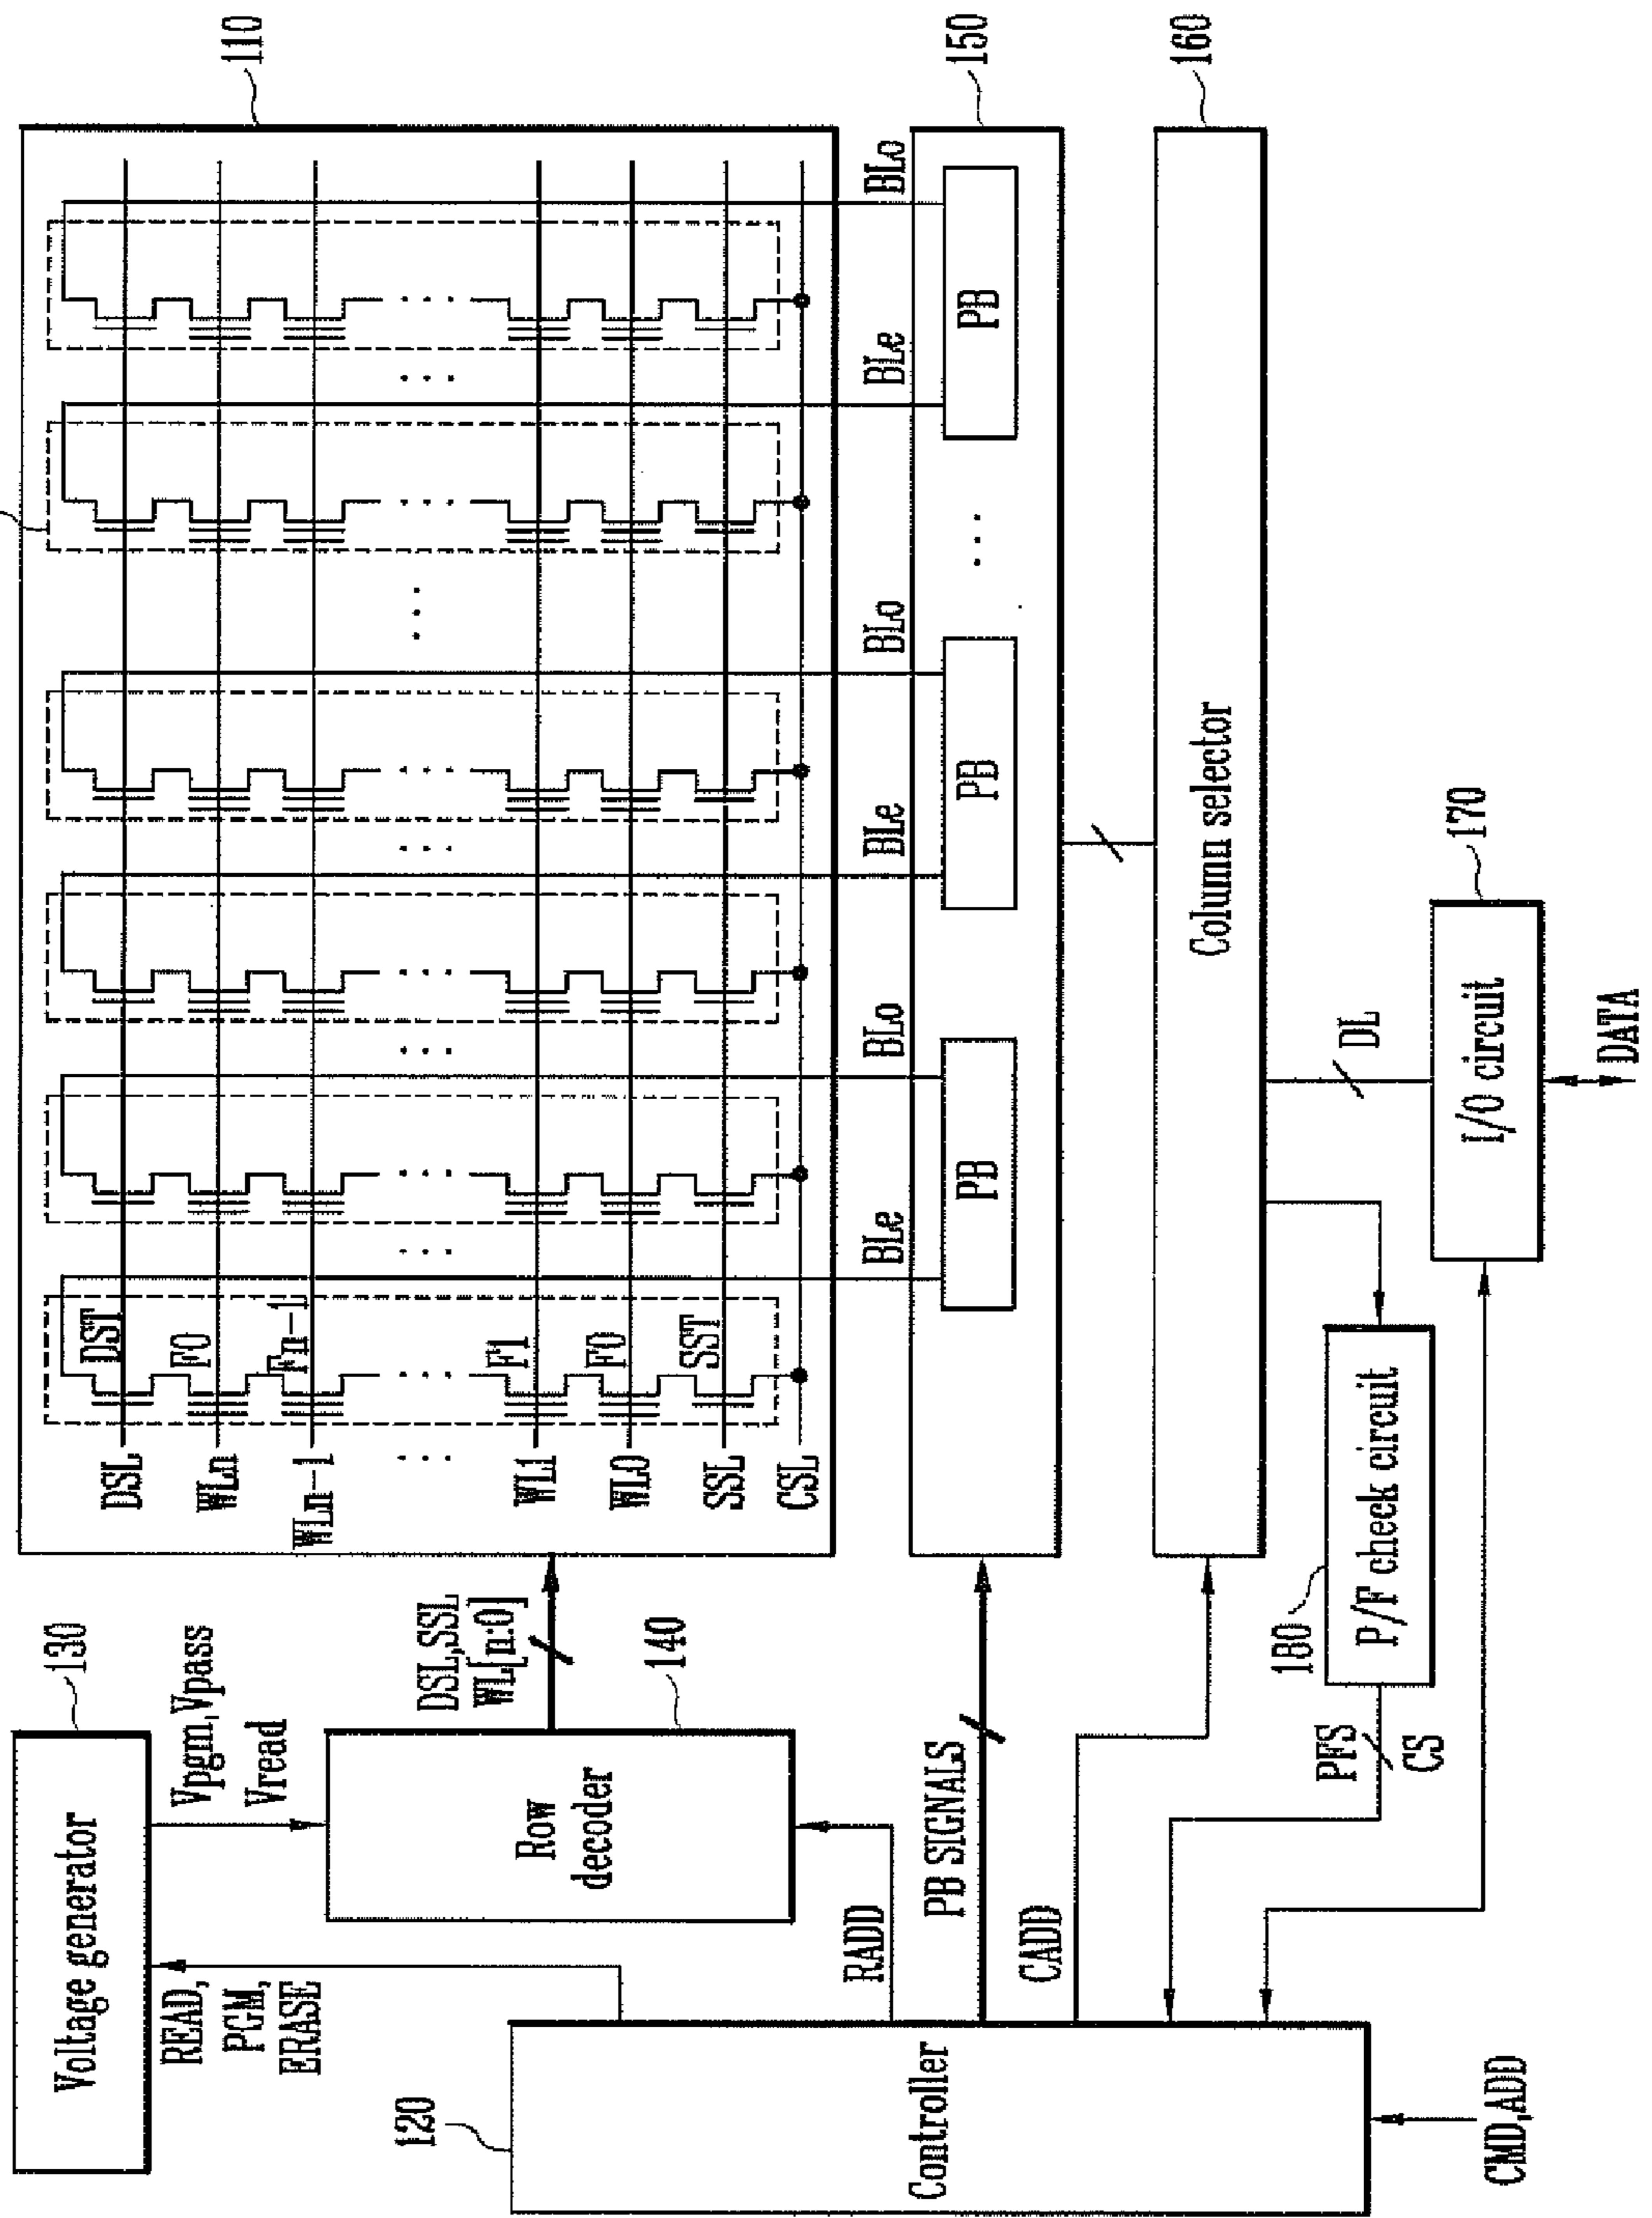 110
DSL
WLn
WLn-1
WL1
WL0
SSL
CSL
DST
F0
Fn-1
F1
F0
SST
BLe
BLo
BLe
BLo
BLe
BLo
PB
PB
PB
150
Column selector
160
Voltage generator
130
READ,
PGM,
ERASE
Vpgm,Vpass
Vread
Row
decoder
140
DSL,SSL
WL[n:0]
Controller
120
RADD
PB SIGNALS
CADD
PFS
CS
CMD,ADD
P/F check circuit
180
DL
I/O circuit
170
DATA